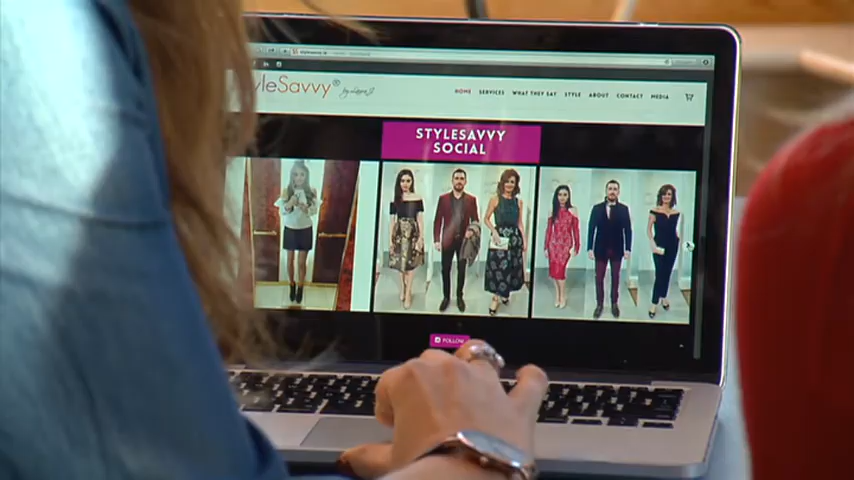 yleSavvy®
HOME SERVICES WHAT THEY SAY STYLE ABOUT CONTACT MEDIA
STYLESAVVY
SOCIAL
FOLLOW